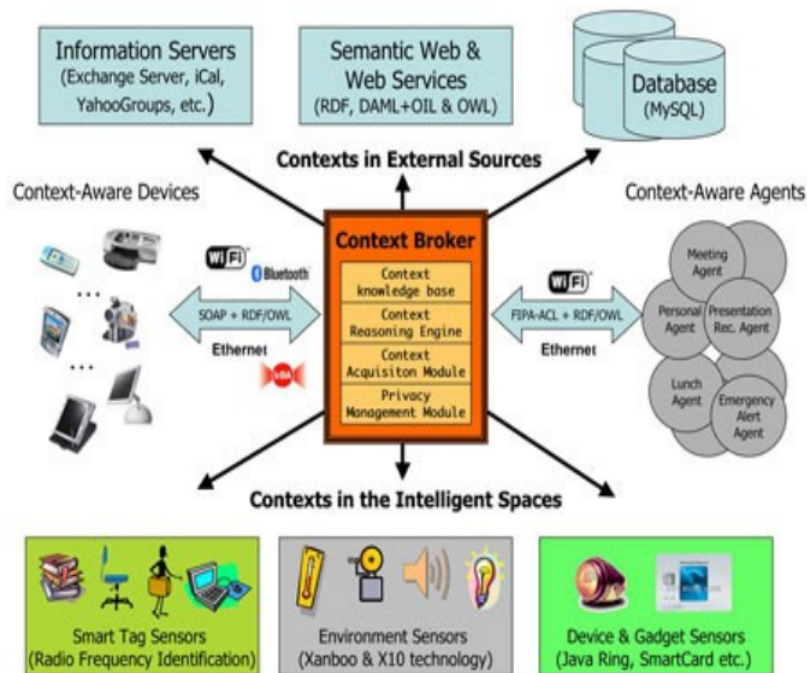 Information Servers
(Exchange Server, iCal,
YahooGroups, etc.)
Semantic Web &
Web Services
(RDF, DAML+OIL & OWL)
Database
(MySQL)
Contexts in External Sources
Context-Aware Devices
Context-Aware Agents
Context Broker
Context
knowledge base
Context
Reasoning Engine
Context
Acquisiton Module
Privacy
Management Module
WiFi
Bluetooth
SOAP + RDF/OWL
Ethernet
IrDA
WiFi
FIPA-ACL + RDF/OWL
Ethernet
Meeting
Agent
Personal
Agent
Presentation
Rec. Agent
Lunch
Agent
Emergency
Alert
Agent
...
...
Contexts in the Intelligent Spaces
Smart Tag Sensors
(Radio Frequency Identification)
Environment Sensors
(Xanboo & X10 technology)
Device & Gadget Sensors
(Java Ring, SmartCard etc.)